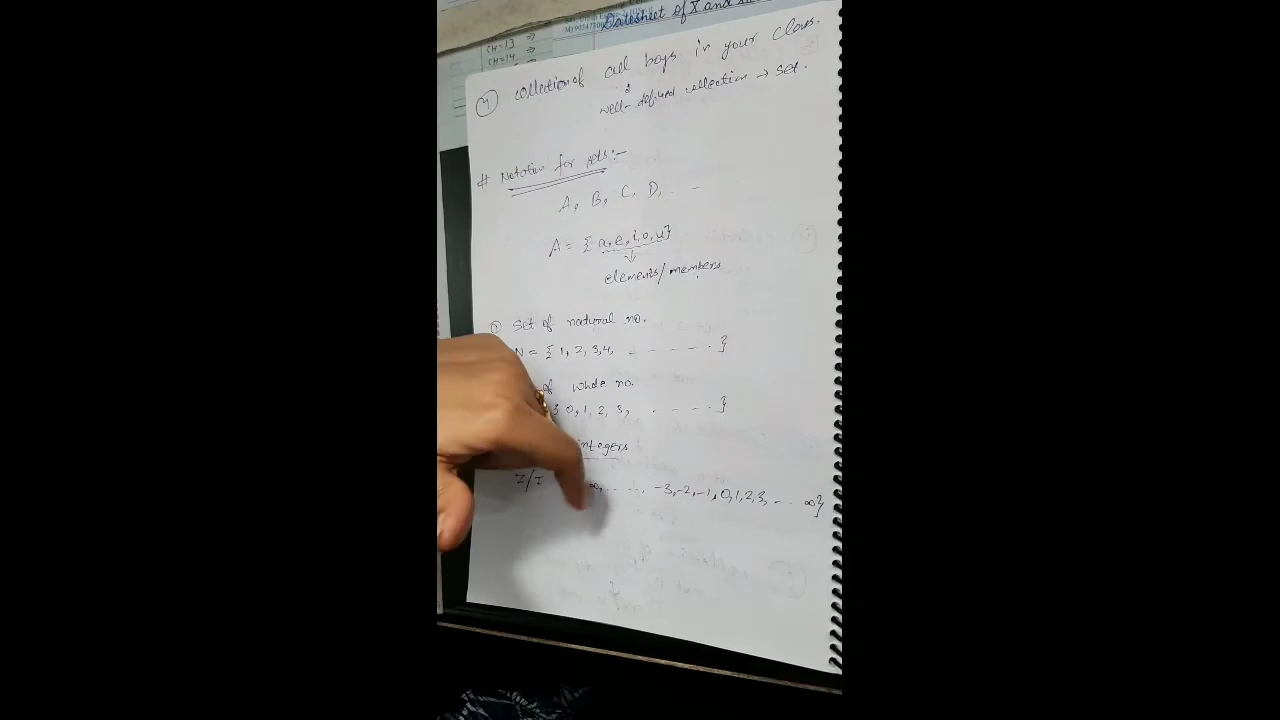 Datesheet of X and
CH=13 ⇒
CH=14 ⇒
collection of all boys in your class.
well-defined collection → set.
# Notation for sets:-
A, B, C, D, . . -
A = { a, e, i, o, u}
elements/members
① Set of natural no.
N = { 1, 2, 3, 4, - - - - - . }
of whole no.
0, 1, 2, 3, . - - - . }
integers
Z/I ∞, . . . . , -3, -2, -1, 0, 1, 2, 3, - . . ∞}